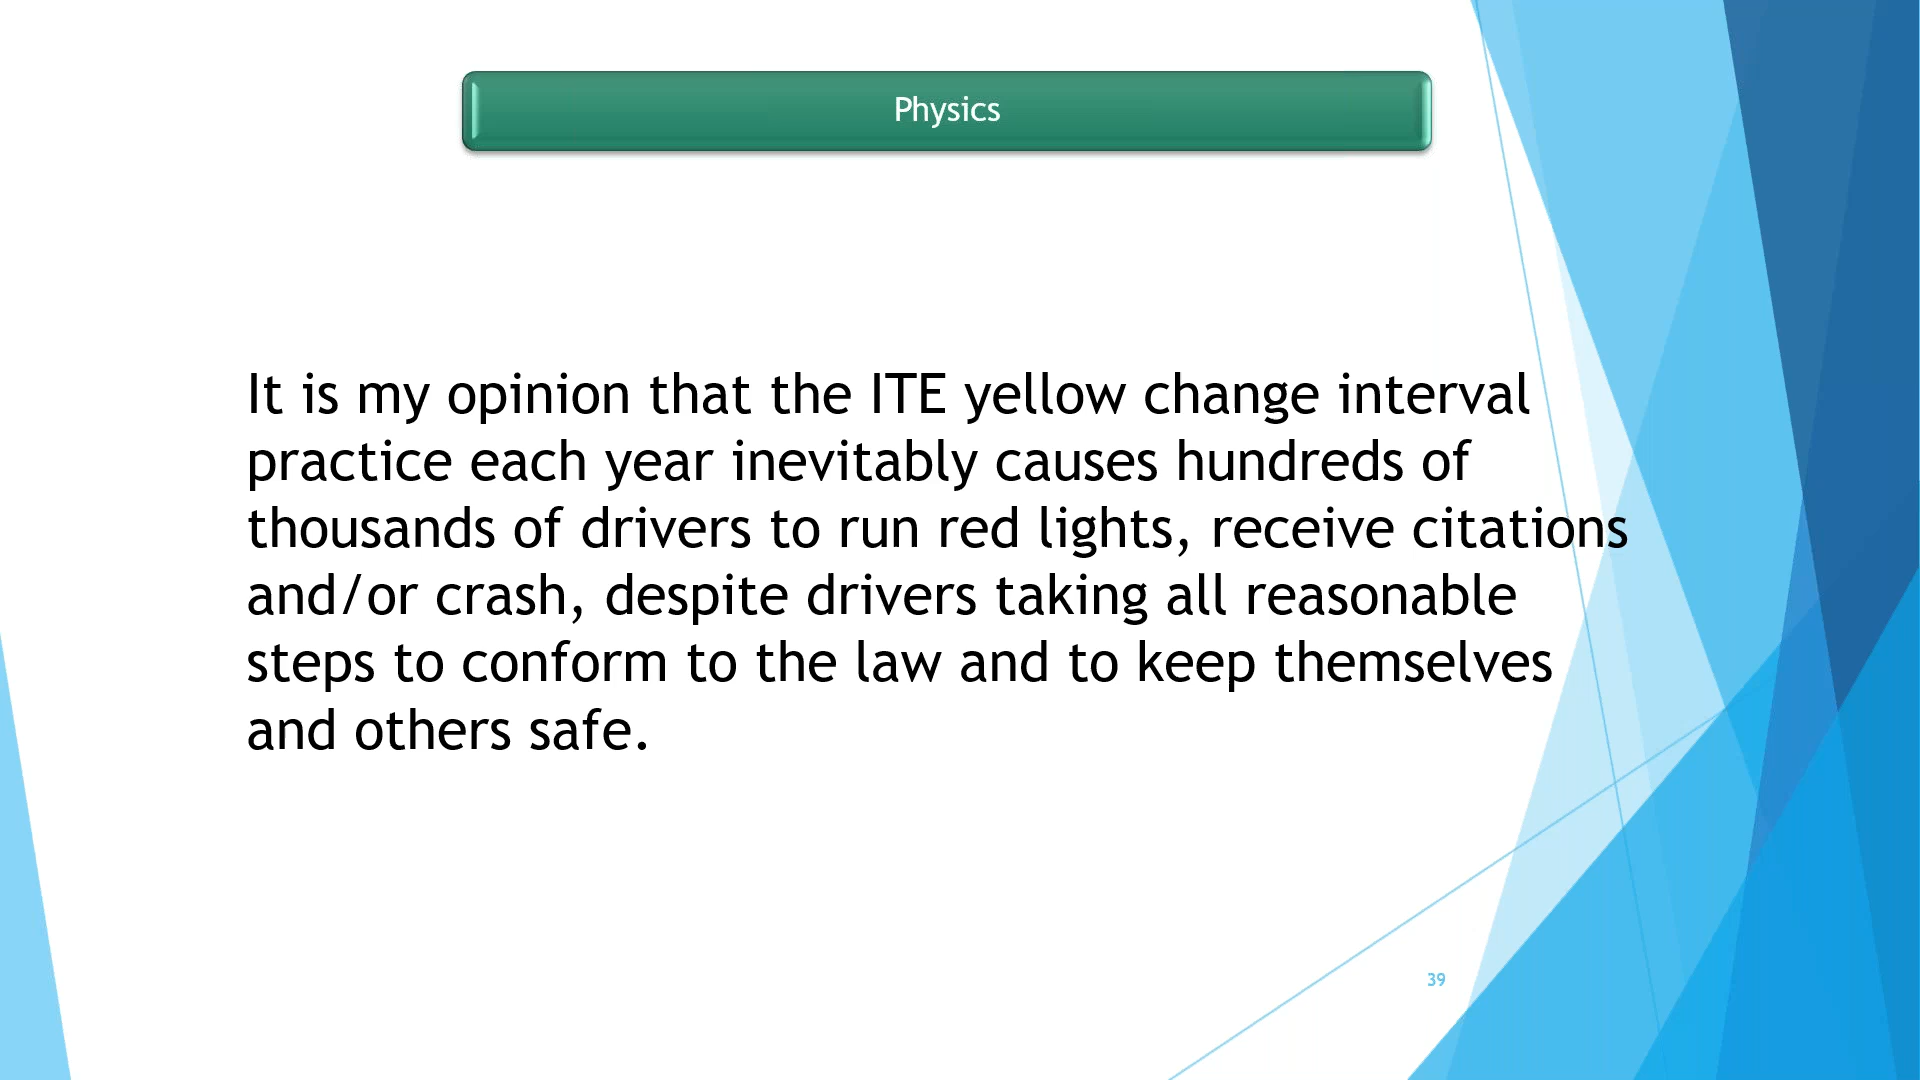 Physics
It is my opinion that the ITE yellow change interval
practice each year inevitably causes hundreds of
thousands of drivers to run red lights, receive citations
and/or crash, despite drivers taking all reasonable
steps to conform to the law and to keep themselves
and others safe.
39